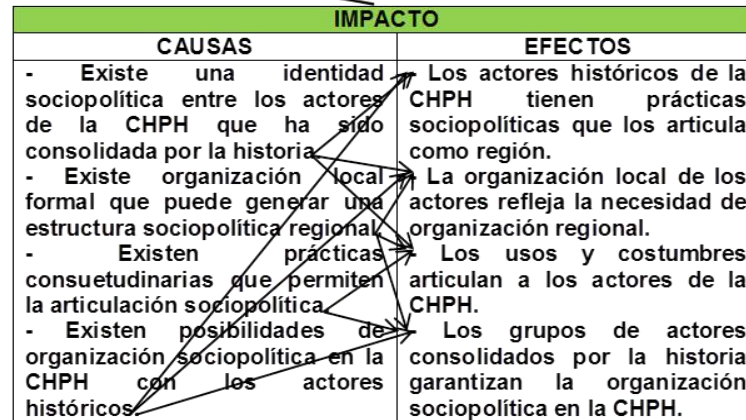 IMPACTO
CAUSAS
- Existe una identidad
sociopolítica entre los actores
de la CHPH que ha sido
consolidada por la historia
- Existe organización local
formal que puede generar una
estructura sociopolítica regional
- Existen prácticas
consuetudinarias que permiten
la articulación sociopolítica
- Existen posibilidades de
organización sociopolítica en la
CHPH con los actores
históricos
EFECTOS
- Los actores históricos de la
CHPH tienen prácticas
sociopolíticas que los articula
como región.
- La organización local de los
actores refleja la necesidad de
organización regional.
- Los usos y costumbres
articulan a los actores de la
CHPH.
- Los grupos de actores
consolidados por la historia
garantizan la organización
sociopolítica en la CHPH.